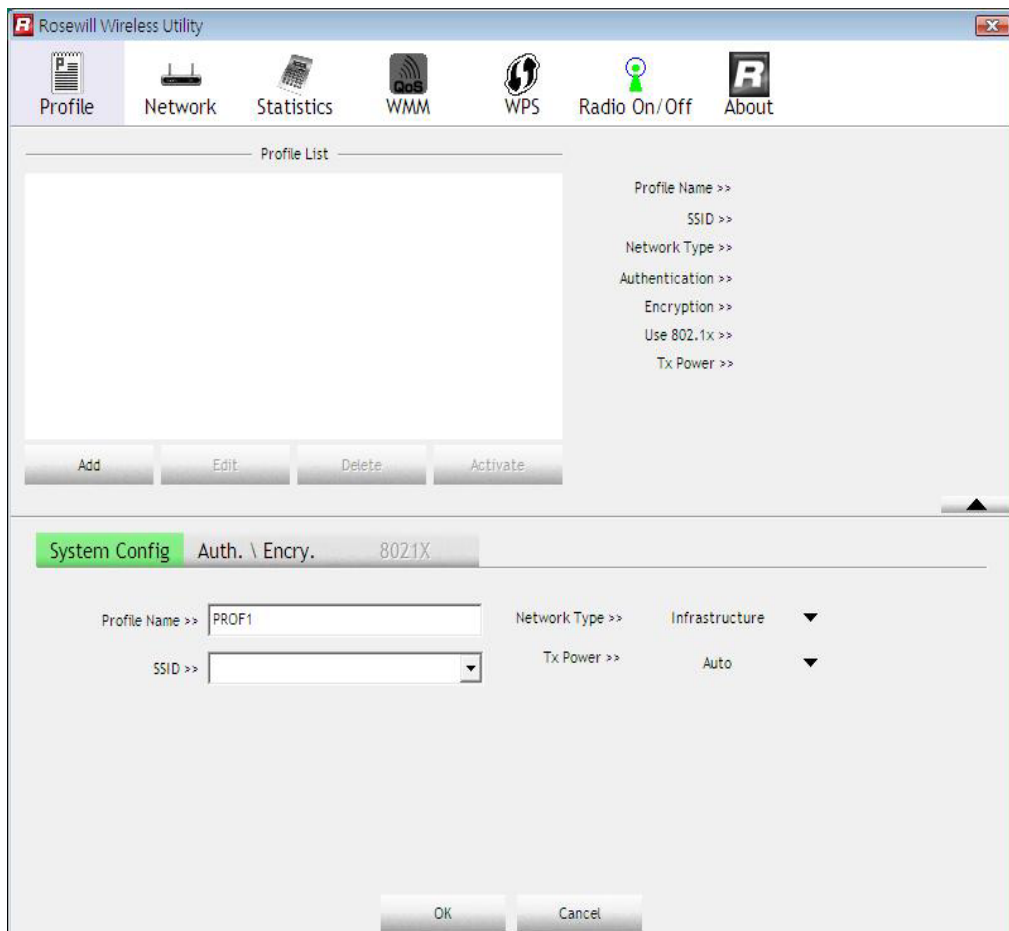 R Rosewill Wireless Utility
Profile Network Statistics QoS WMM WPS Radio On/Off R About
Profile List
Profile Name >>
SSID >>
Network Type >>
Authentication >>
Encryption >>
Use 802.1x >>
Tx Power >>
Add Edit Delete Activate
System Config Auth. \ Encry. 8021X
Profile Name >> PROF1 Network Type >> Infrastructure
SSID >> Tx Power >> Auto
OK Cancel